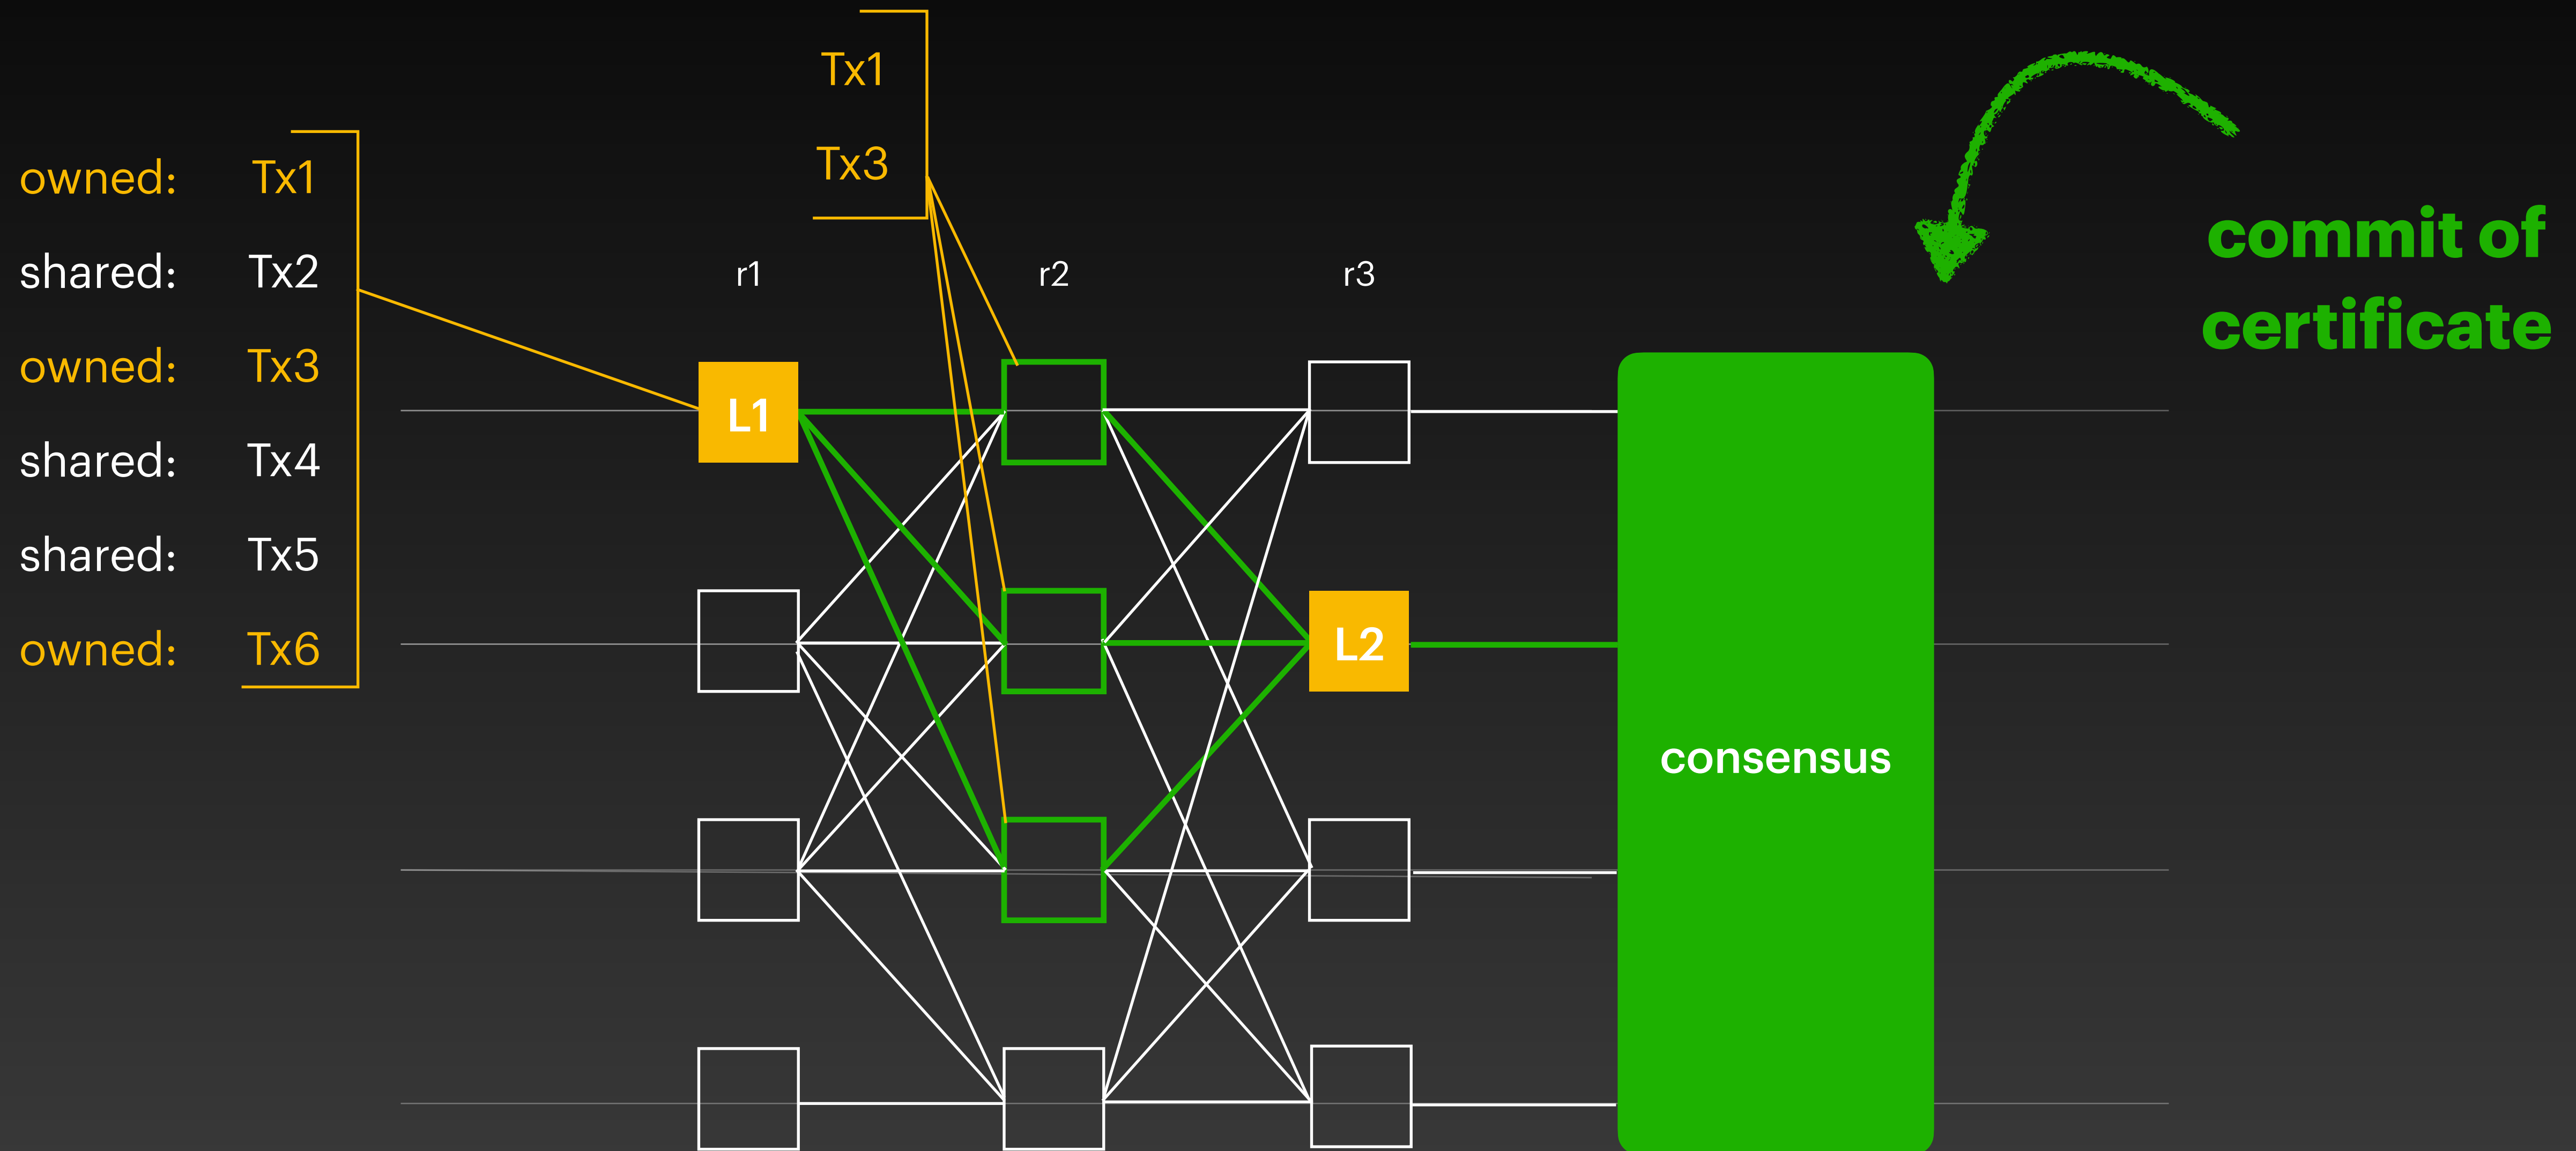 owned: Tx1
shared: Tx2
owned: Tx3
shared: Tx4
shared: Tx5
owned: Tx6
Tx1
Tx3
r1
r2
r3
L1
L2
consensus
commit of
certificate